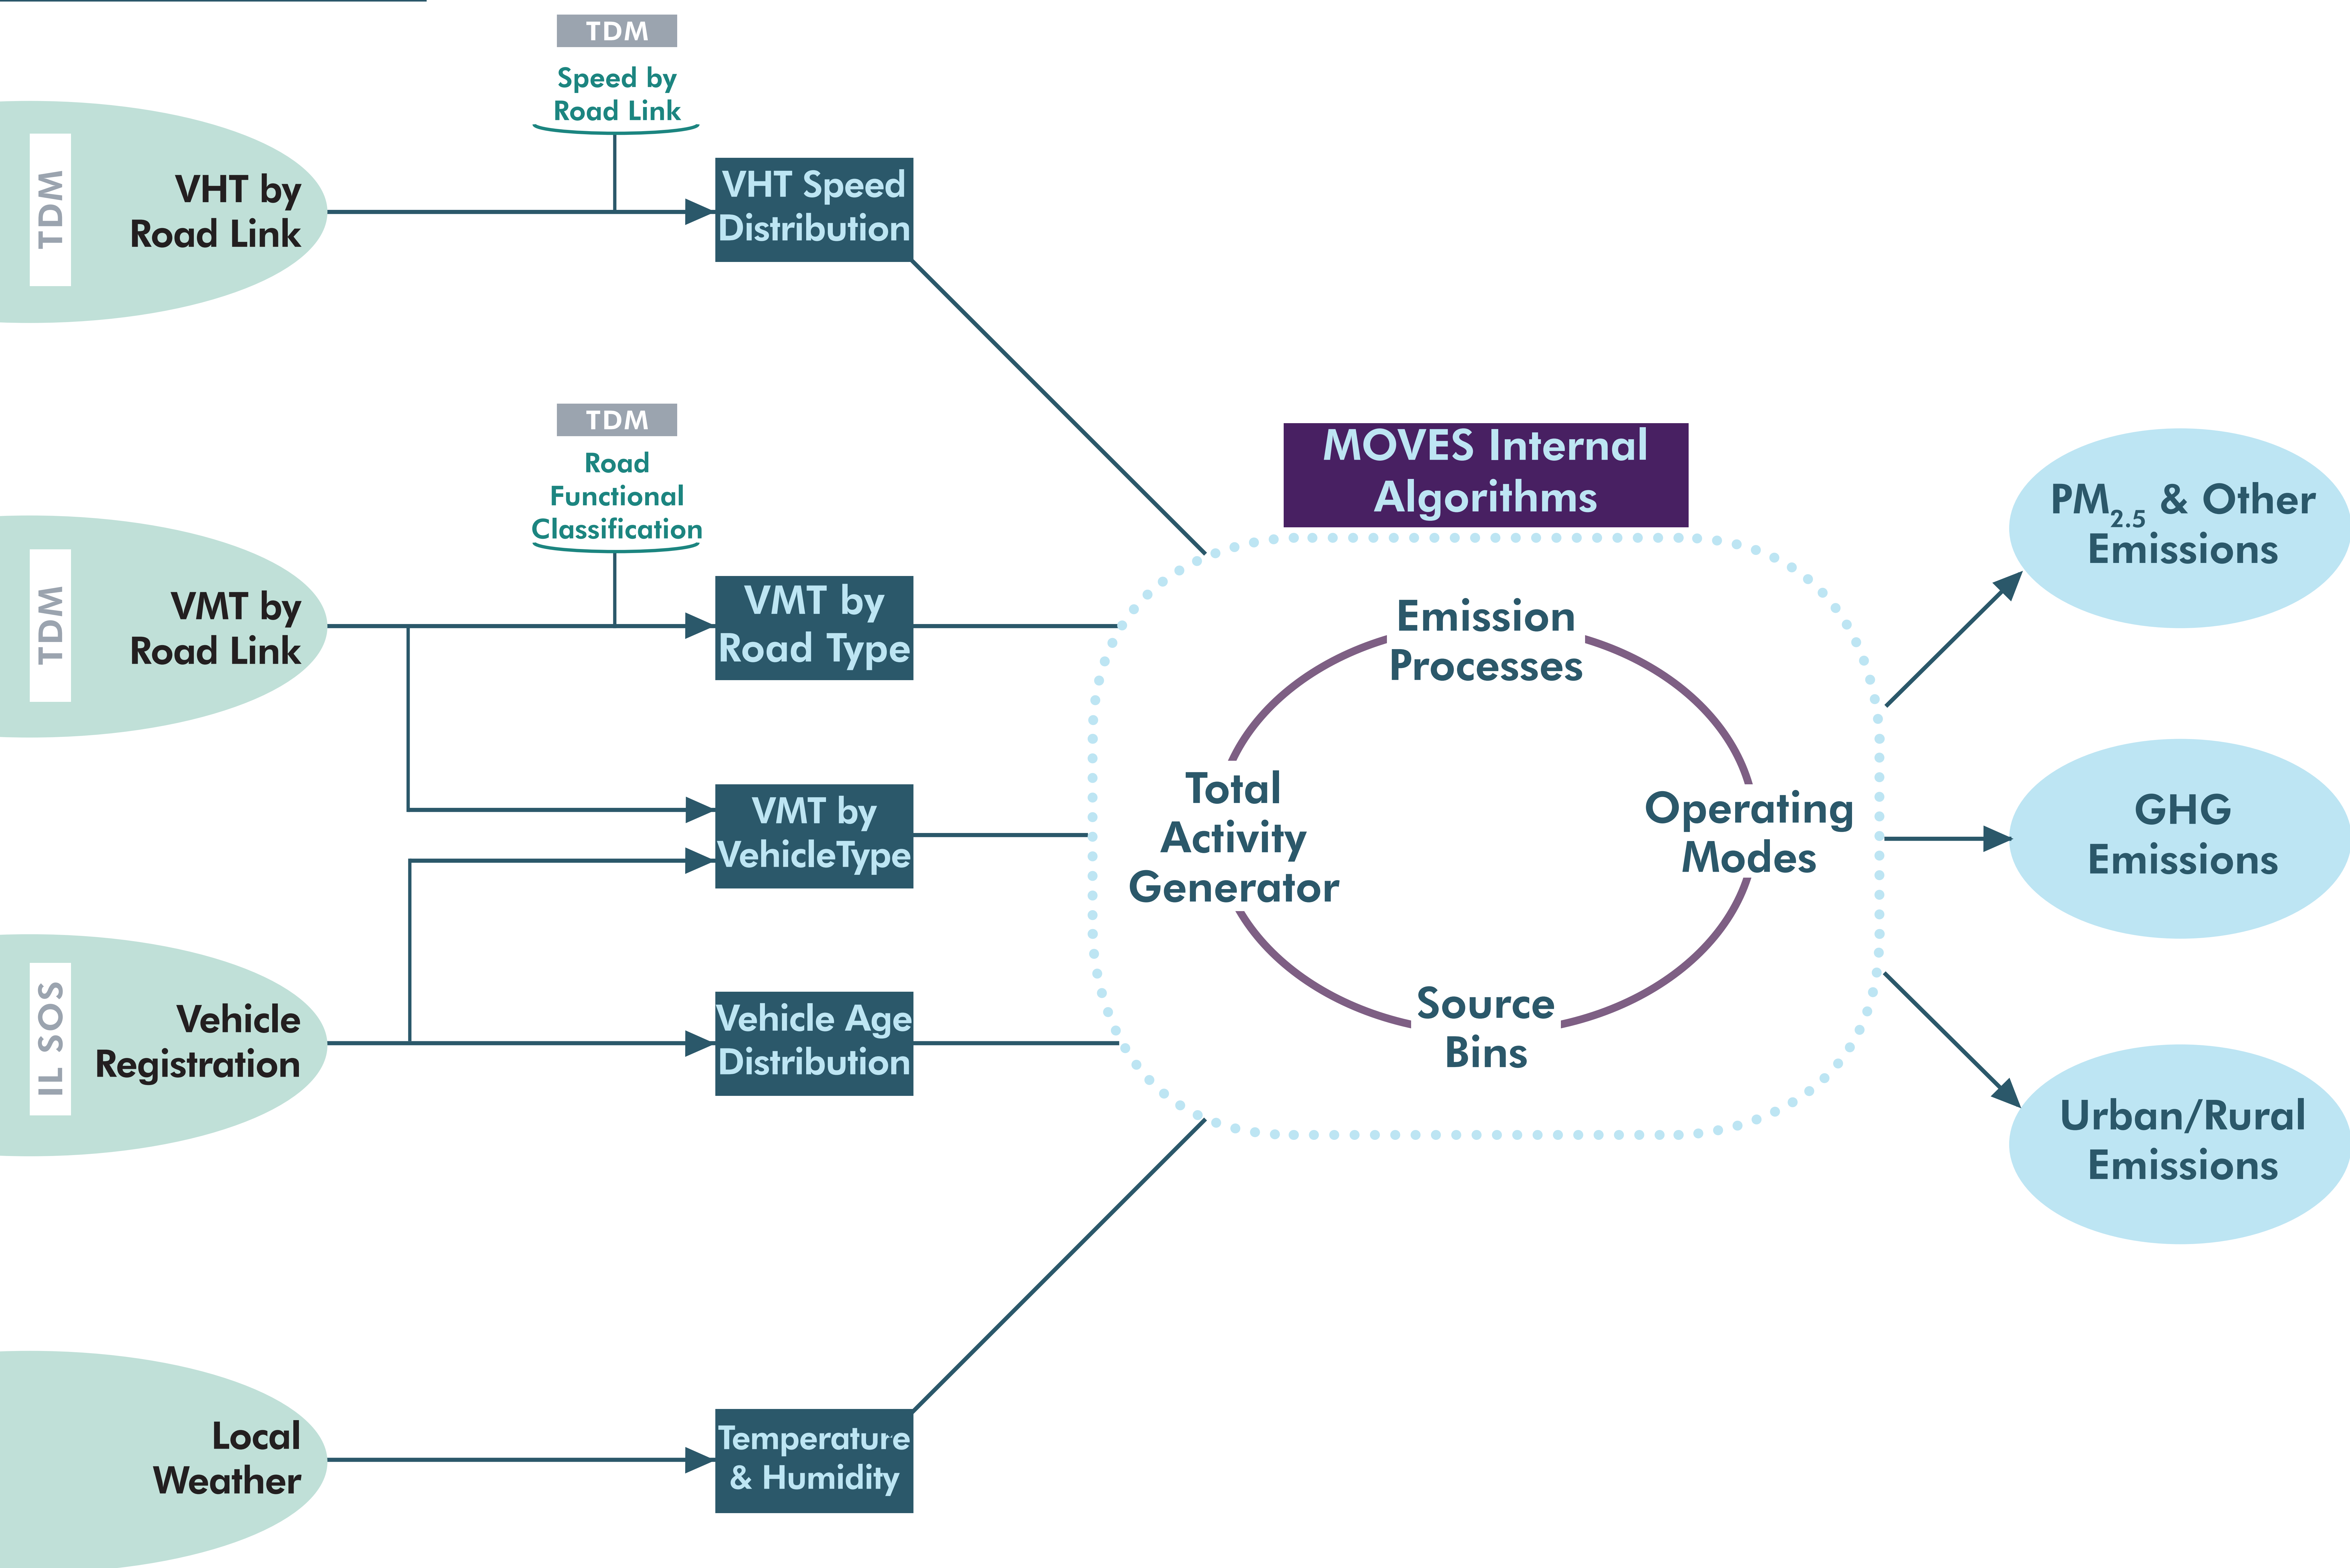 TDM
Speed by
Road Link
TDM
VHT by
Road Link
VHT Speed
Distribution
TDM
Road
Functional
Classification
TDM
VMT by
Road Link
VMT by
Road Type
VMT by
VehicleType
IL SOS
Vehicle
Registration
Vehicle Age
Distribution
Local
Weather
Temperature
& Humidity
MOVES Internal
Algorithms
Emission
Processes
Total
Activity
Generator
Operating
Modes
Source
Bins
PM2.5 & Other
Emissions
GHG
Emissions
Urban/Rural
Emissions